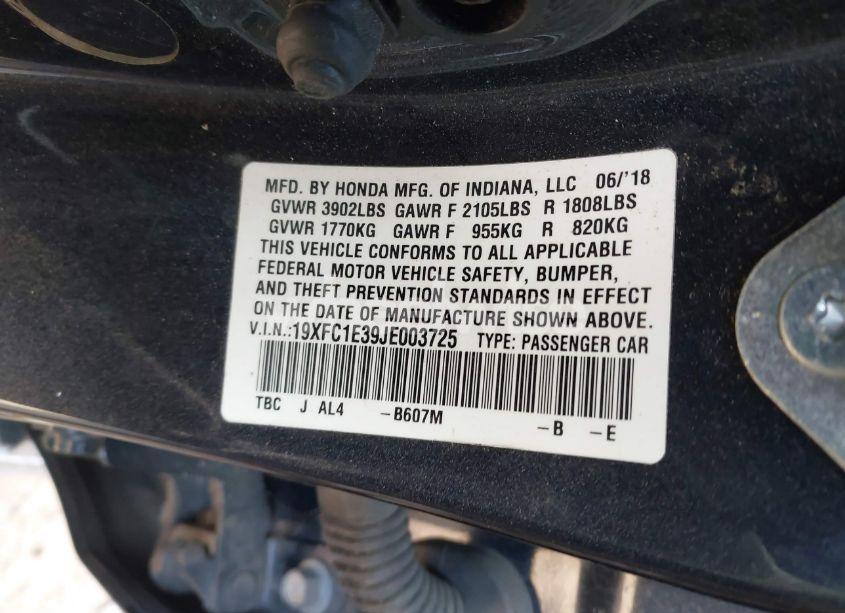 MFD. BY HONDA MFG. OF INDIANA, LLC 06/'18
GVWR 3902LBS GAWR F 2105LBS R 1808LBS
GVWR 1770KG GAWR F 955KG R 820KG
THIS VEHICLE CONFORMS TO ALL APPLICABLE
FEDERAL MOTOR VEHICLE SAFETY, BUMPER,
AND THEFT PREVENTION STANDARDS IN EFFECT
ON THE DATE OF MANUFACTURE SHOWN ABOVE.
V.I.N.:19XFC1E39JE003725 TYPE: PASSENGER CAR
TBC J AL4 -B607M -B -E